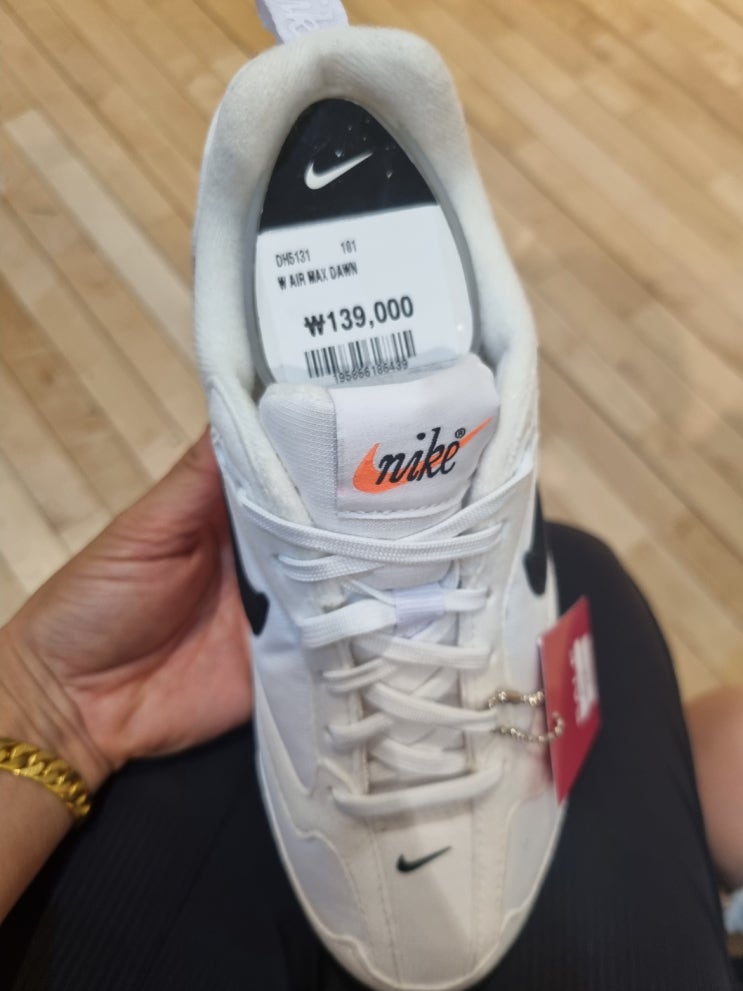 DH5131 101
W AIR MAX DAWN
₩139,000
195866186439
nike®